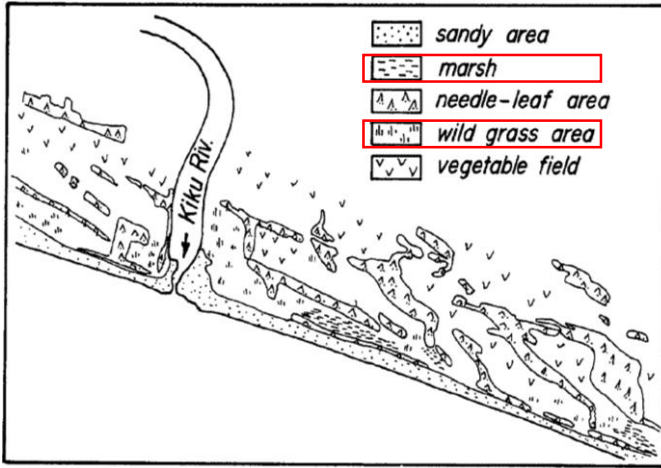 sandy area
marsh
needle-leaf area
wild grass area
vegetable field
Kiku Riv.